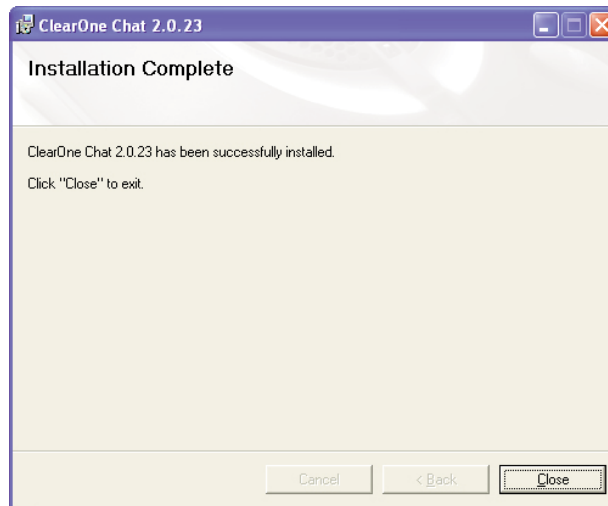 ClearOne Chat 2.0.23
Installation Complete
ClearOne Chat 2.0.23 has been successfully installed.
Click "Close" to exit.
Cancel
< Back
Close